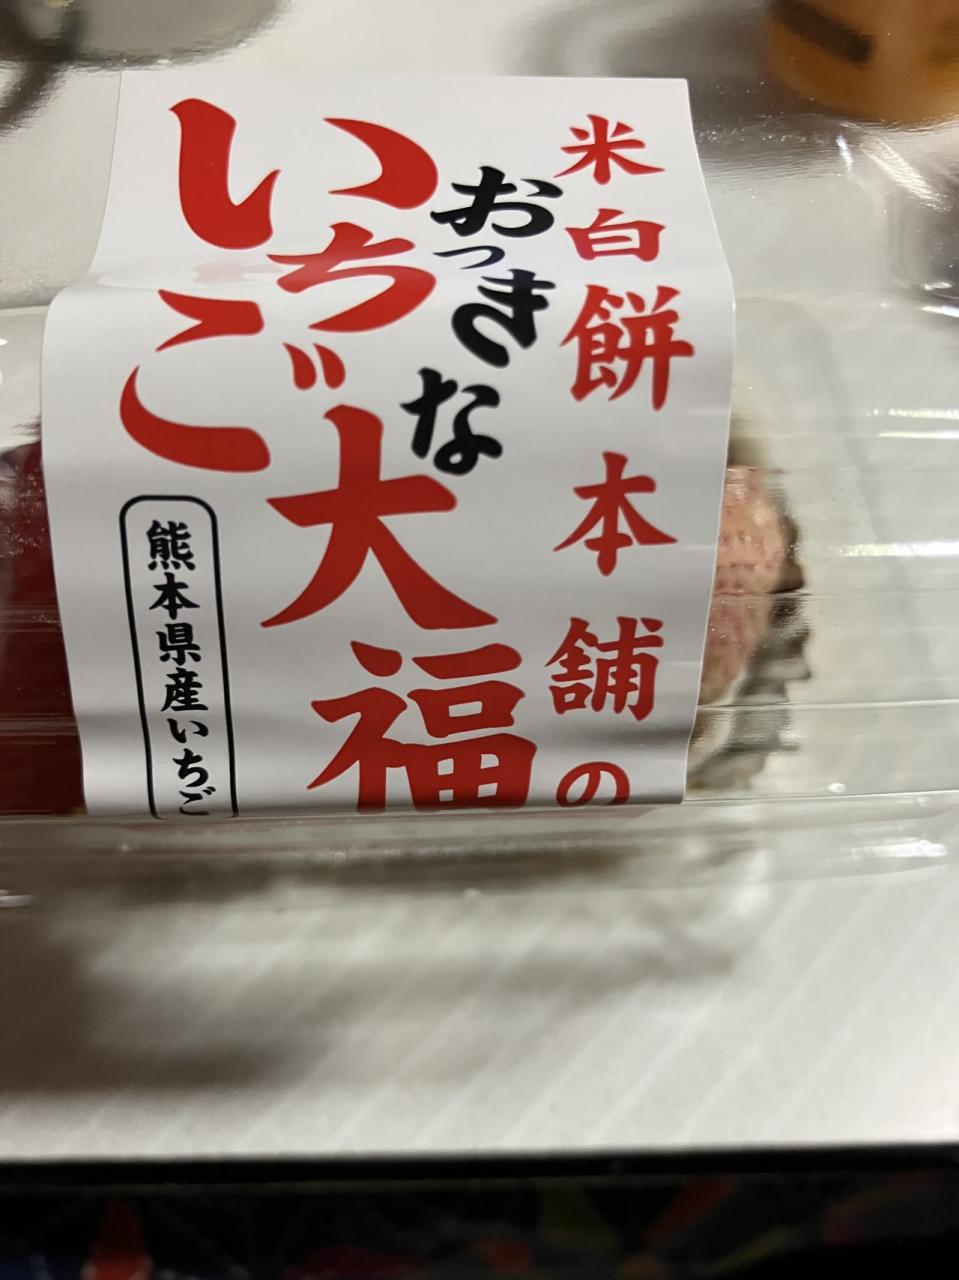 米白餅本舗の
おっきな
いちご大福
熊本県産いちご